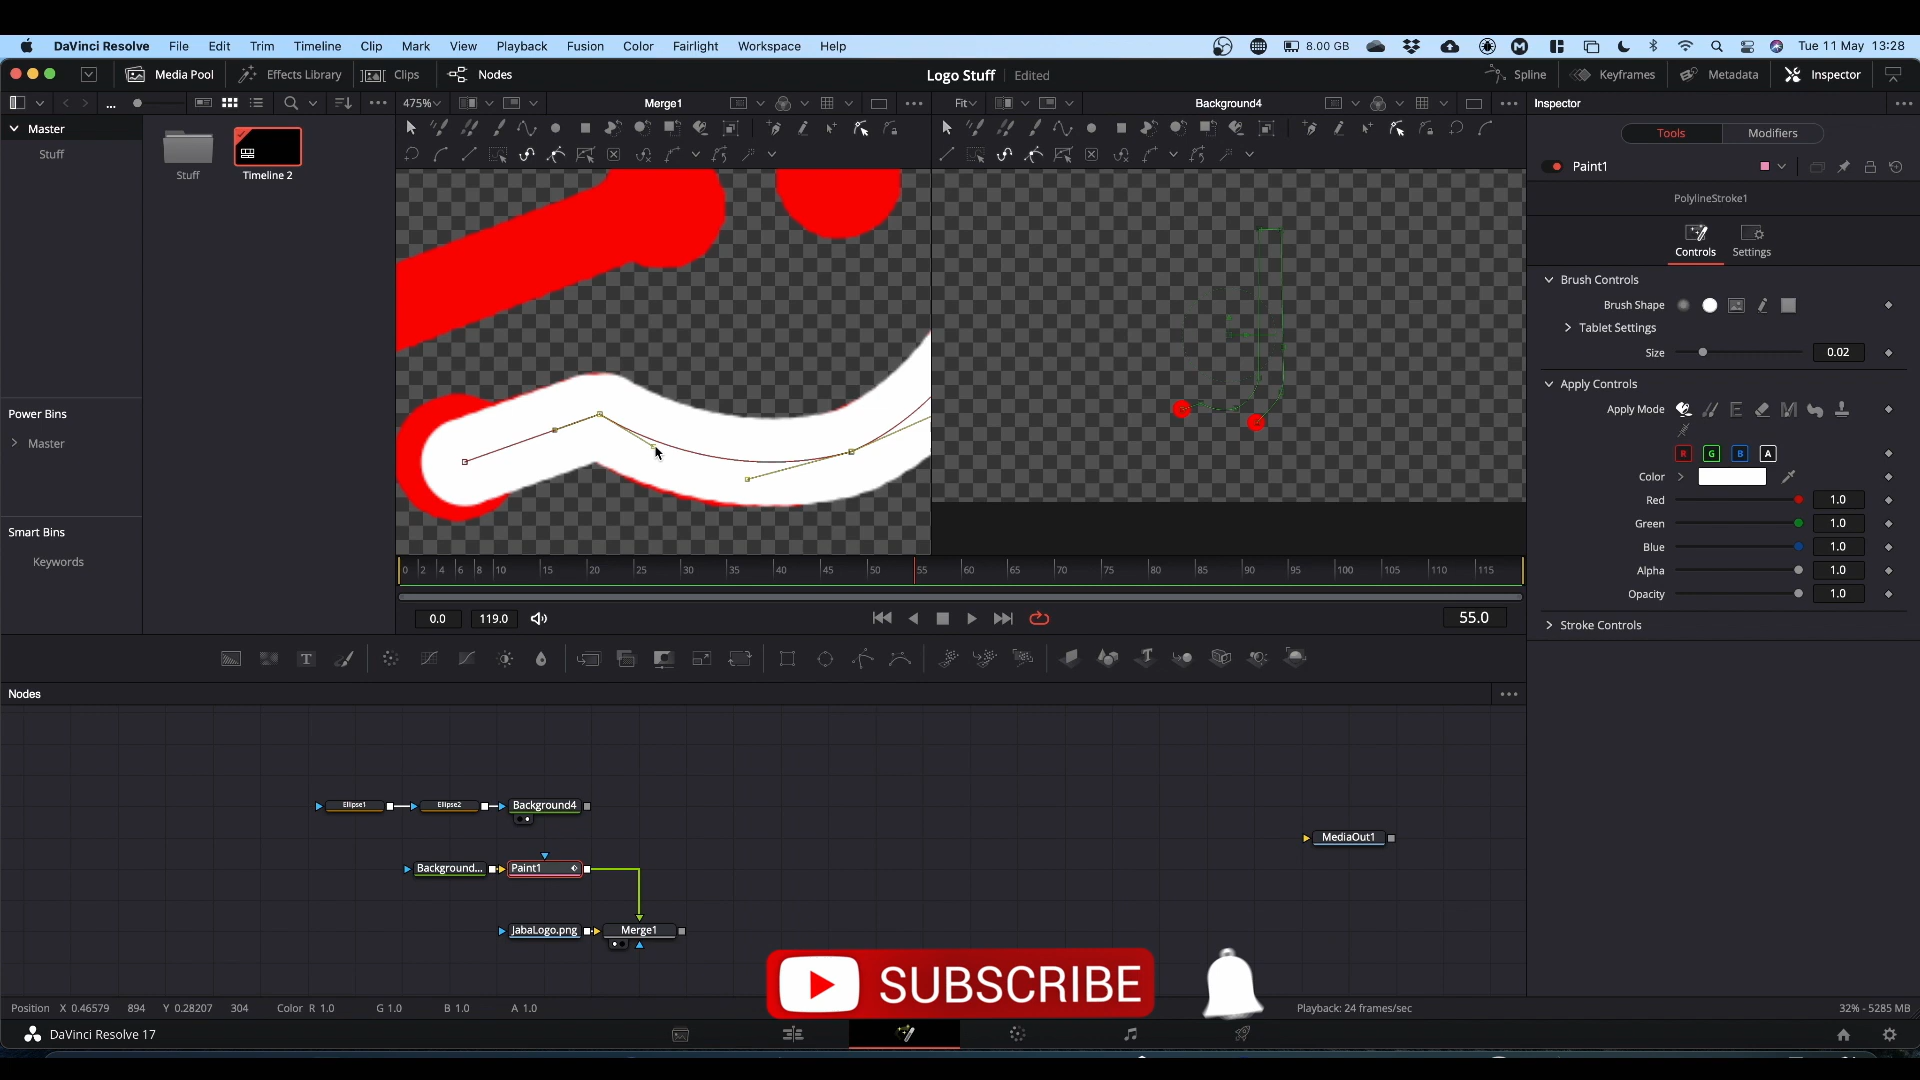 DaVinci Resolve File Edit Trim Timeline Clip Mark View Playback Fusion Color Fairlight Workspace Help 8.00 GB Tue 11 May 13:28
Media Pool Effects Library Clips Nodes Logo Stuff Edited Spline Keyframes Metadata Inspector
... 475% Merge1 Fit Background4 Inspector
Master
Stuff
Stuff
Timeline 2
Tools Modifiers
Paint1
PolylineStroke1
Controls Settings
Brush Controls
Brush Shape
Tablet Settings
Size 0.02
Apply Controls
Apply Mode
R G B A
Color
Red 1.0
Green 1.0
Blue 1.0
Alpha 1.0
Opacity 1.0
Stroke Controls
Power Bins
Master
Smart Bins
Keywords
0 2 4 6 8 10 15 20 25 30 35 40 45 50 55 60 65 70 75 80 85 90 95 100 105 110 115
0.0 119.0 55.0
Nodes
Ellipse1 Ellipse2 Background4
MediaOut1
Background... Paint1
JabaLogo.png Merge1
SUBSCRIBE
Position X 0.46579 894 Y 0.28207 304 Color R 1.0 G 1.0 B 1.0 A 1.0 Playback: 24 frames/sec 32% - 5285 MB
DaVinci Resolve 17